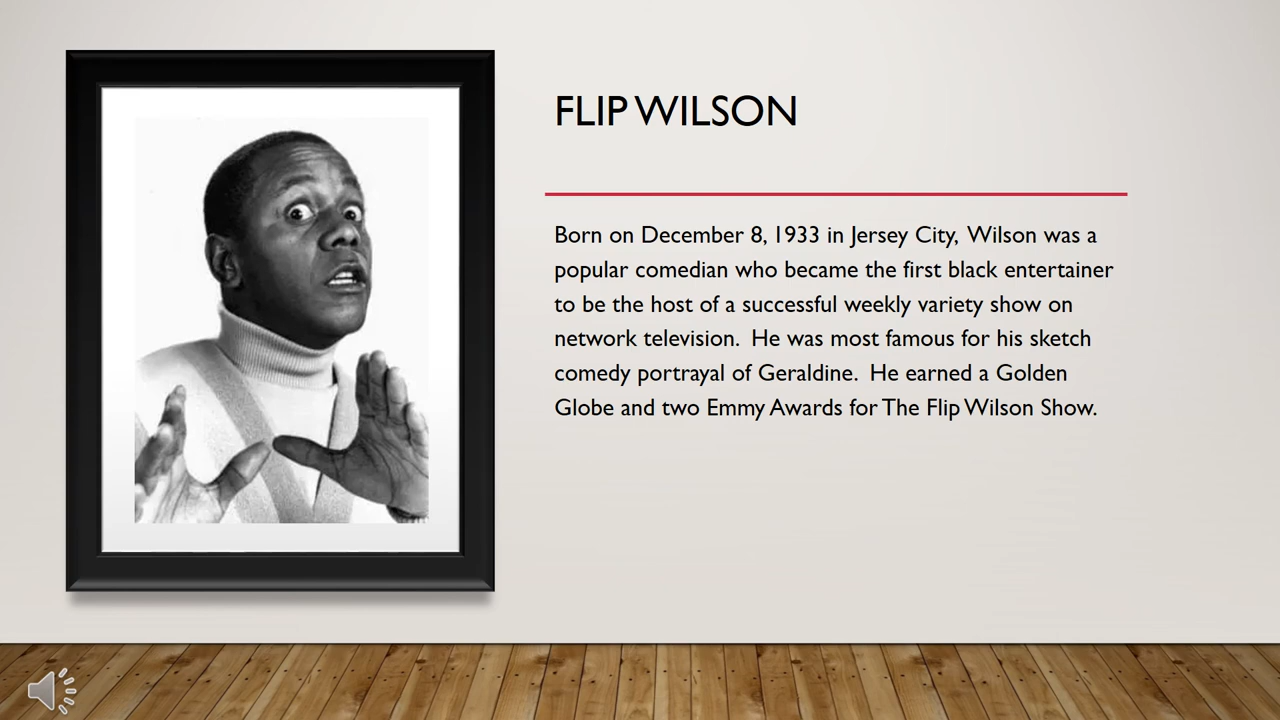 FLIP WILSON
Born on December 8, 1933 in Jersey City, Wilson was a
popular comedian who became the first black entertainer
to be the host of a successful weekly variety show on
network television.  He was most famous for his sketch
comedy portrayal of Geraldine.  He earned a Golden
Globe and two Emmy Awards for The Flip Wilson Show.